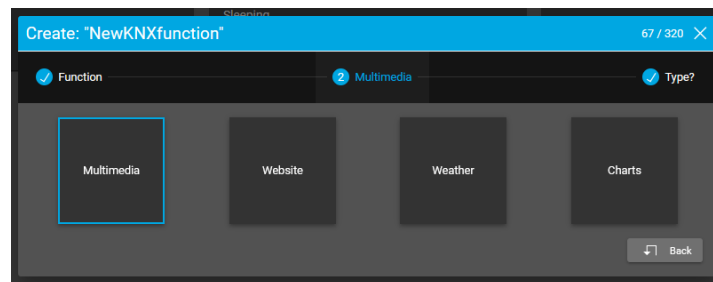 Sleeping
Create: "NewKNXfunction" 67 / 320
Function 2 Multimedia Type?
Multimedia Website Weather Charts
Back